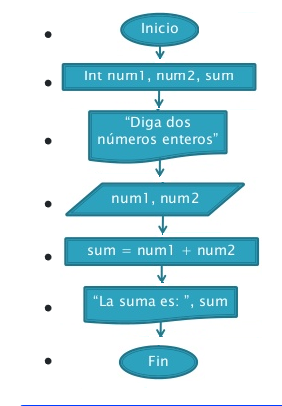 Inicio
Int num1, num2, sum
“Diga dos
números enteros”
num1, num2
sum = num1 + num2
“La suma es: ”, sum
Fin